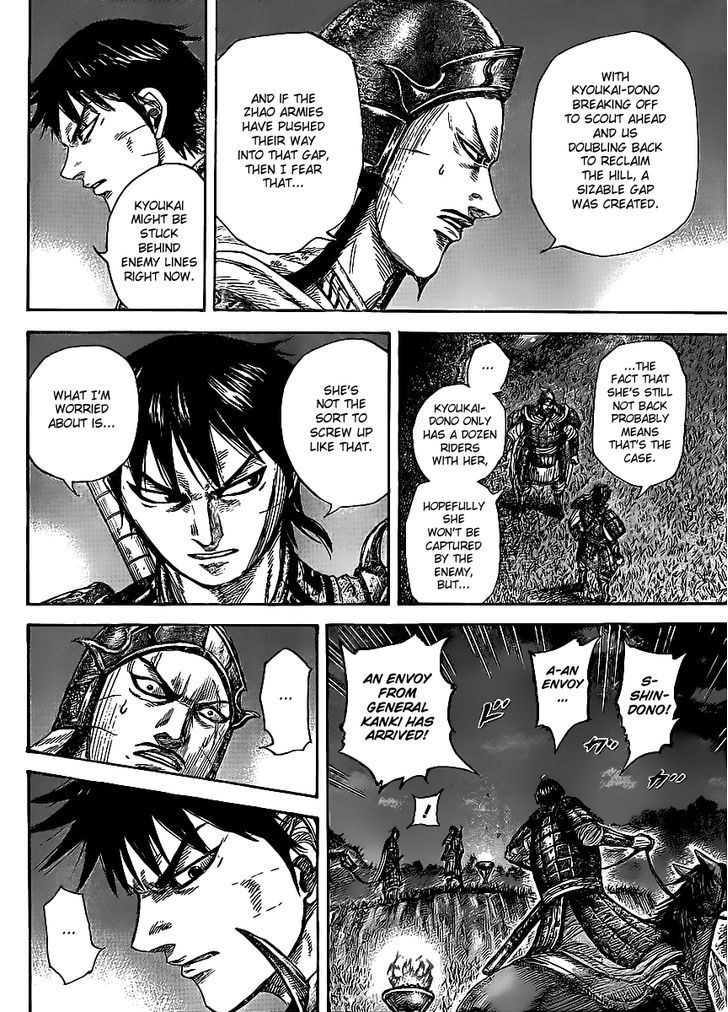 WITH
KYOUKAI-DONO
BREAKING OFF
TO SCOUT AHEAD
AND US
DOUBLING BACK
TO RECLAIM
THE HILL, A
SIZABLE GAP
WAS CREATED.
AND IF THE
ZHAO ARMIES
HAVE PUSHED
THEIR WAY
INTO THAT GAP,
THEN I FEAR
THAT...
KYOUKAI
MIGHT BE
STUCK
BEHIND
ENEMY LINES
RIGHT NOW.
...THE
FACT THAT
SHE'S STILL
NOT BACK
PROBABLY
MEANS
THAT'S THE
CASE.
...
KYOUKAI-
DONO ONLY
HAS A DOZEN
RIDERS
WITH HER,
HOPEFULLY
SHE
WON'T BE
CAPTURED
BY THE
ENEMY,
BUT...
SHE'S
NOT THE
SORT TO
SCREW UP
LIKE THAT.
WHAT I'M
WORRIED
ABOUT IS...
S-
SHIN-
DONO!
A-AN
ENVOY
...
AN ENVOY
FROM
GENERAL
KANKI HAS
ARRIVED!
!
...
...